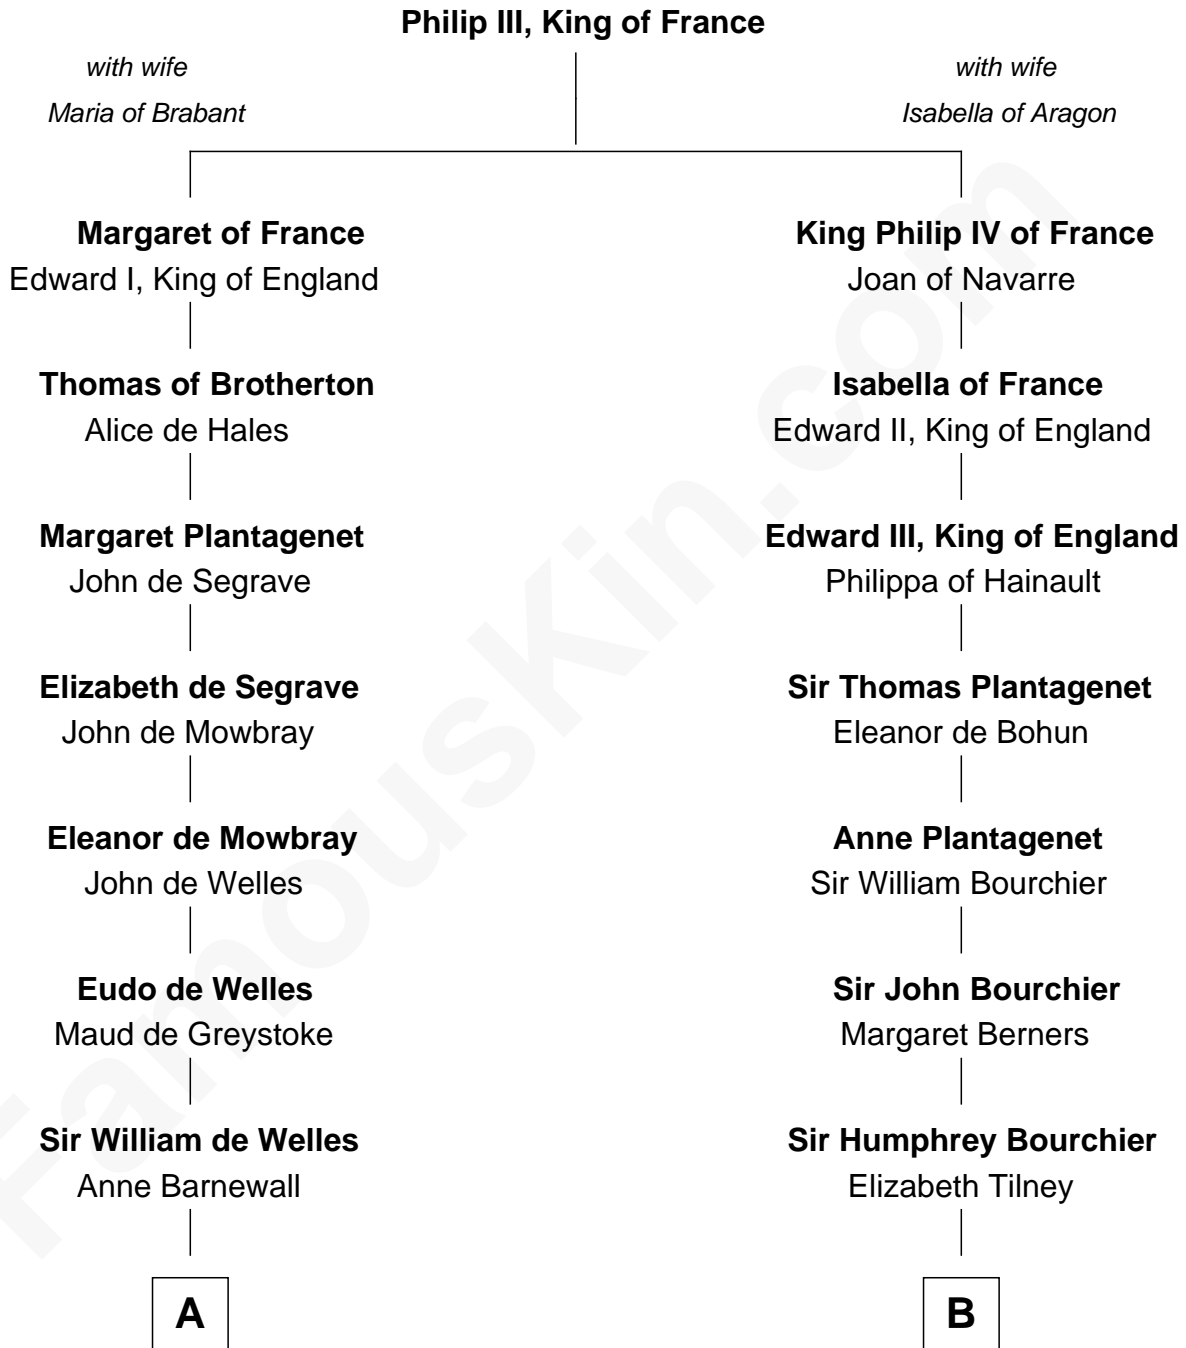 Philip III, King of France
with wife
Maria of Brabant
with wife
Isabella of Aragon
Margaret of France
Edward I, King of England
King Philip IV of France
Joan of Navarre
Thomas of Brotherton
Alice de Hales
Isabella of France
Edward II, King of England
Margaret Plantagenet
John de Segrave
Edward III, King of England
Philippa of Hainault
Elizabeth de Segrave
John de Mowbray
Sir Thomas Plantagenet
Eleanor de Bohun
Eleanor de Mowbray
John de Welles
Anne Plantagenet
Sir William Bourchier
Eudo de Welles
Maud de Greystoke
Sir John Bourchier
Margaret Berners
Sir William de Welles
Anne Barnewall
Sir Humphrey Bourchier
Elizabeth Tilney
A
B
FamousKin.com